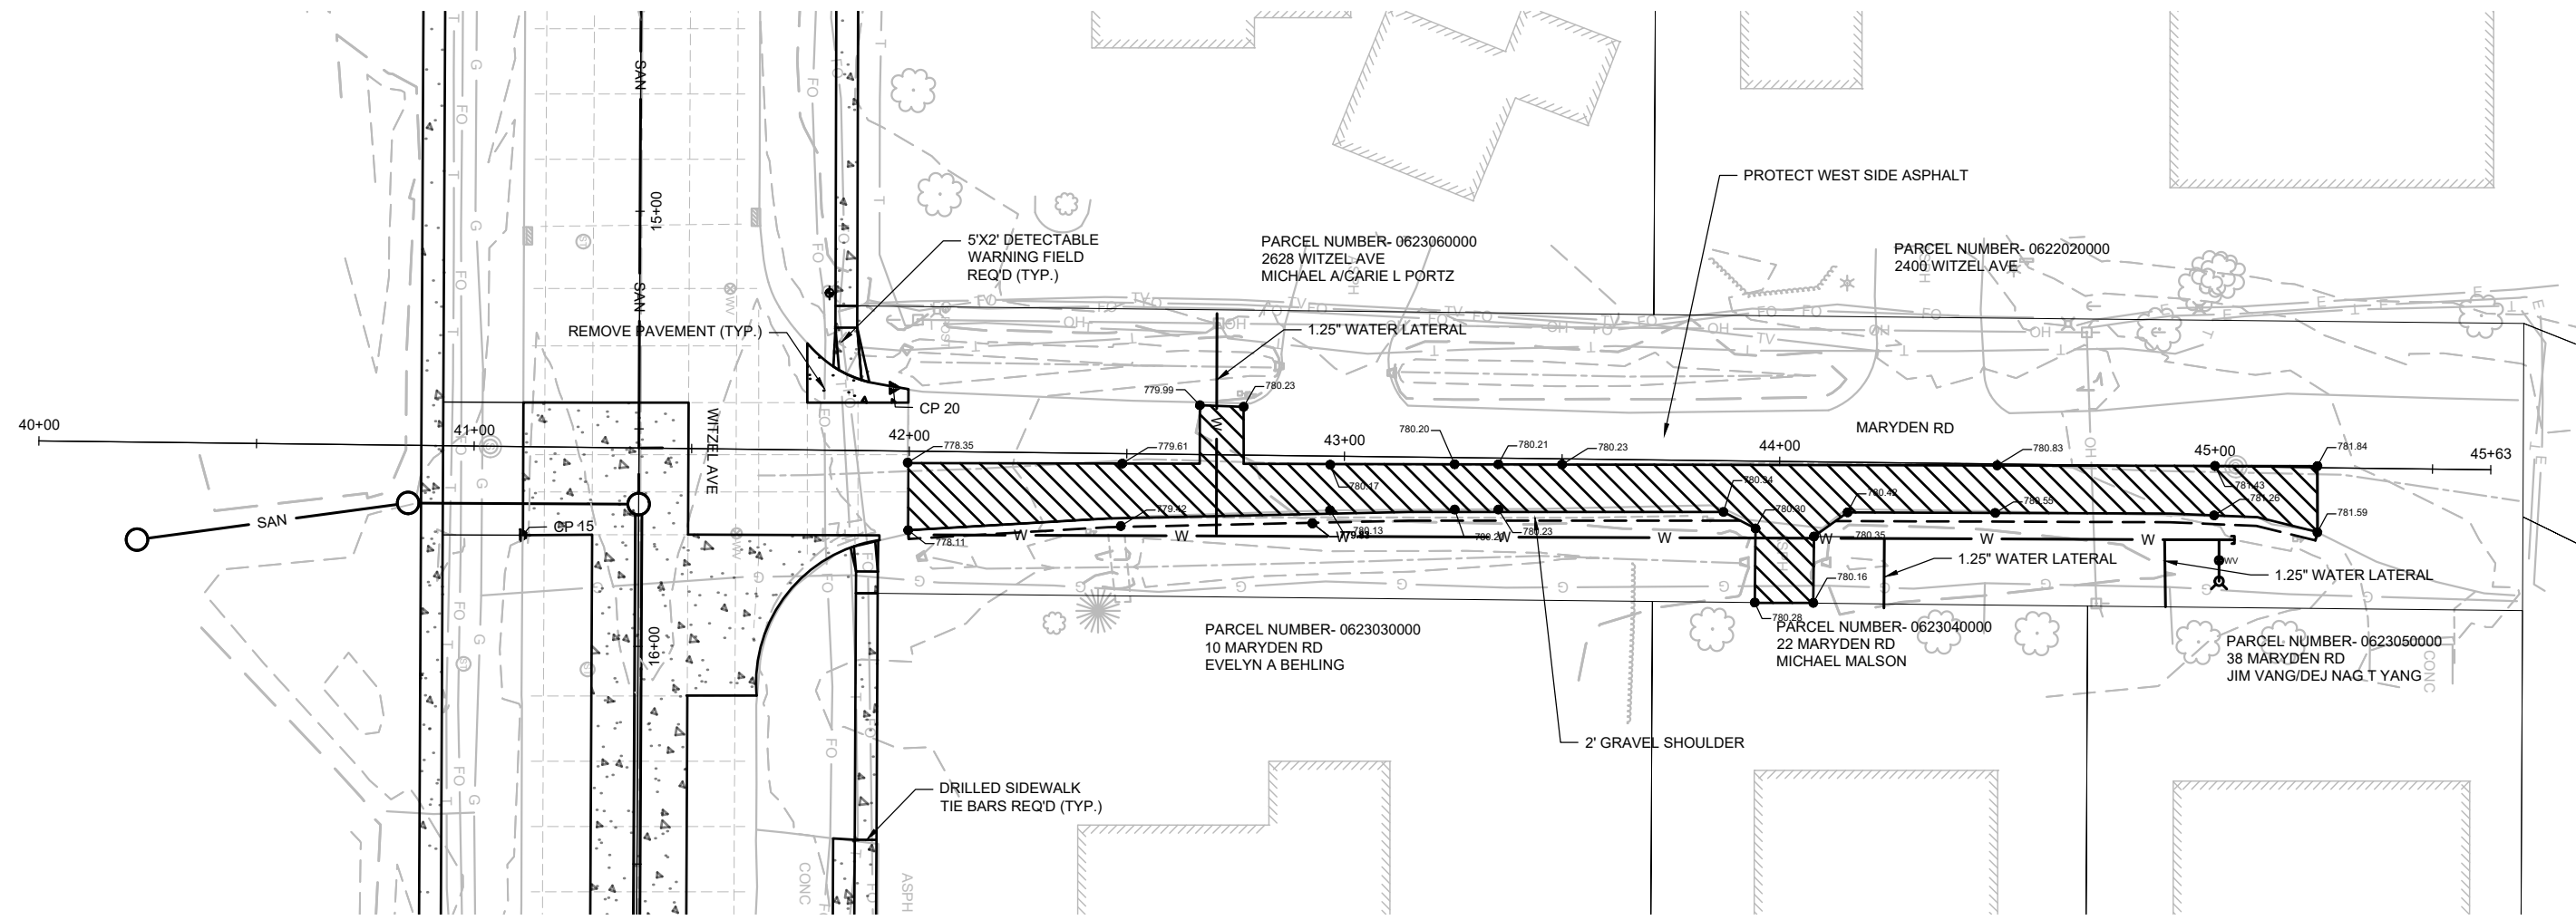 SAN
15+00
5'X2' DETECTABLE
WARNING FIELD
REQ'D (TYP.)
PARCEL NUMBER- 0623060000
2628 WITZEL AVE
MICHAEL A/CARIE L PORTZ
PROTECT WEST SIDE ASPHALT
PARCEL NUMBER- 0622020000
2400 WITZEL AVE
SAN
REMOVE PAVEMENT (TYP.)
1.25" WATER LATERAL
779.99
780.23
CP 20
WITZEL AVE
40+00
41+00
42+00
43+00
44+00
45+00
45+63
MARYDEN RD
778.35
779.61
780.20
780.21
780.23
780.83
781.84
780.17
780.34
780.42
780.55
781.43
781.26
781.59
SAN
CP 15
778.11
779.42
780.13
780.23
780.30
780.35
W
W
W
W
W
W
W
W
WV
1.25" WATER LATERAL
1.25" WATER LATERAL
780.16
780.28
16+00
PARCEL NUMBER- 0623030000
10 MARYDEN RD
EVELYN A BEHLING
PARCEL NUMBER- 0623040000
22 MARYDEN RD
MICHAEL MALSON
PARCEL NUMBER- 0623050000
38 MARYDEN RD
JIM VANG/DEJ NAG T YANG
2' GRAVEL SHOULDER
DRILLED SIDEWALK
TIE BARS REQ'D (TYP.)
CONC
ASPH
CONC